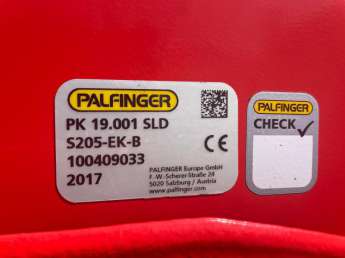 PALFINGER
PK 19.001 SLD
S205-EK-B
100409033
2017
CE
PALFINGER Europe GmbH
F.-W.-Scherer-Straße 24
5020 Salzburg / Austria
www.palfinger.com
PALFINGER
CHECK